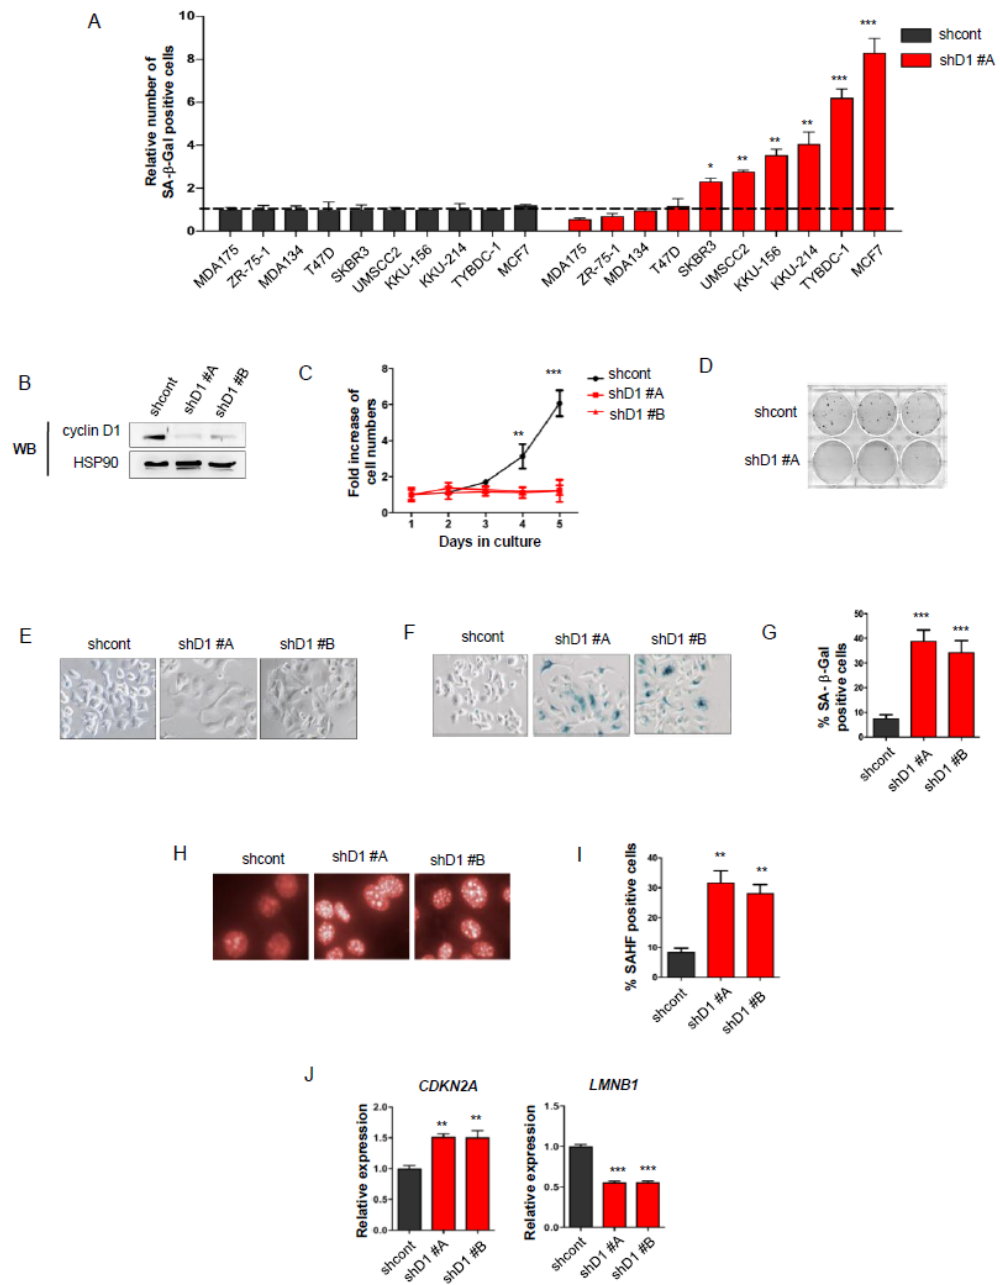 A
Relative number of
SA-β-Gal positive cells
10
8
6
4
2
0
*
**
**
**
***
***
shcont
shD1 #A
MDA175
ZR-75-1
MDA134
T47D
SKBR3
UMSCC2
KKU-156
KKU-214
TYBDC-1
MCF7
MDA175
ZR-75-1
MDA134
T47D
SKBR3
UMSCC2
KKU-156
KKU-214
TYBDC-1
MCF7
B
shcont
shD1 #A
shD1 #B
WB
cyclin D1
HSP90
C
Fold increase of
cell numbers
8
6
4
2
0
**
***
shcont
shD1 #A
shD1 #B
1 2 3 4 5
Days in culture
D
shcont
shD1 #A
E
shcont shD1 #A shD1 #B
F
shcont shD1 #A shD1 #B
G
% SA- β-Gal
positive cells
50
40
30
20
10
0
*** ***
shcont
shD1 #A
shD1 #B
H
shcont shD1 #A shD1 #B
I
% SAHF positive cells
40
30
20
10
0
** **
shcont
shD1 #A
shD1 #B
J
CDKN2A
Relative expression
2.0
1.5
1.0
0.5
0.0
** **
shcont
shD1 #A
shD1 #B
LMNB1
Relative expression
1.5
1.0
0.5
0.0
*** ***
shcont
shD1 #A
shD1 #B